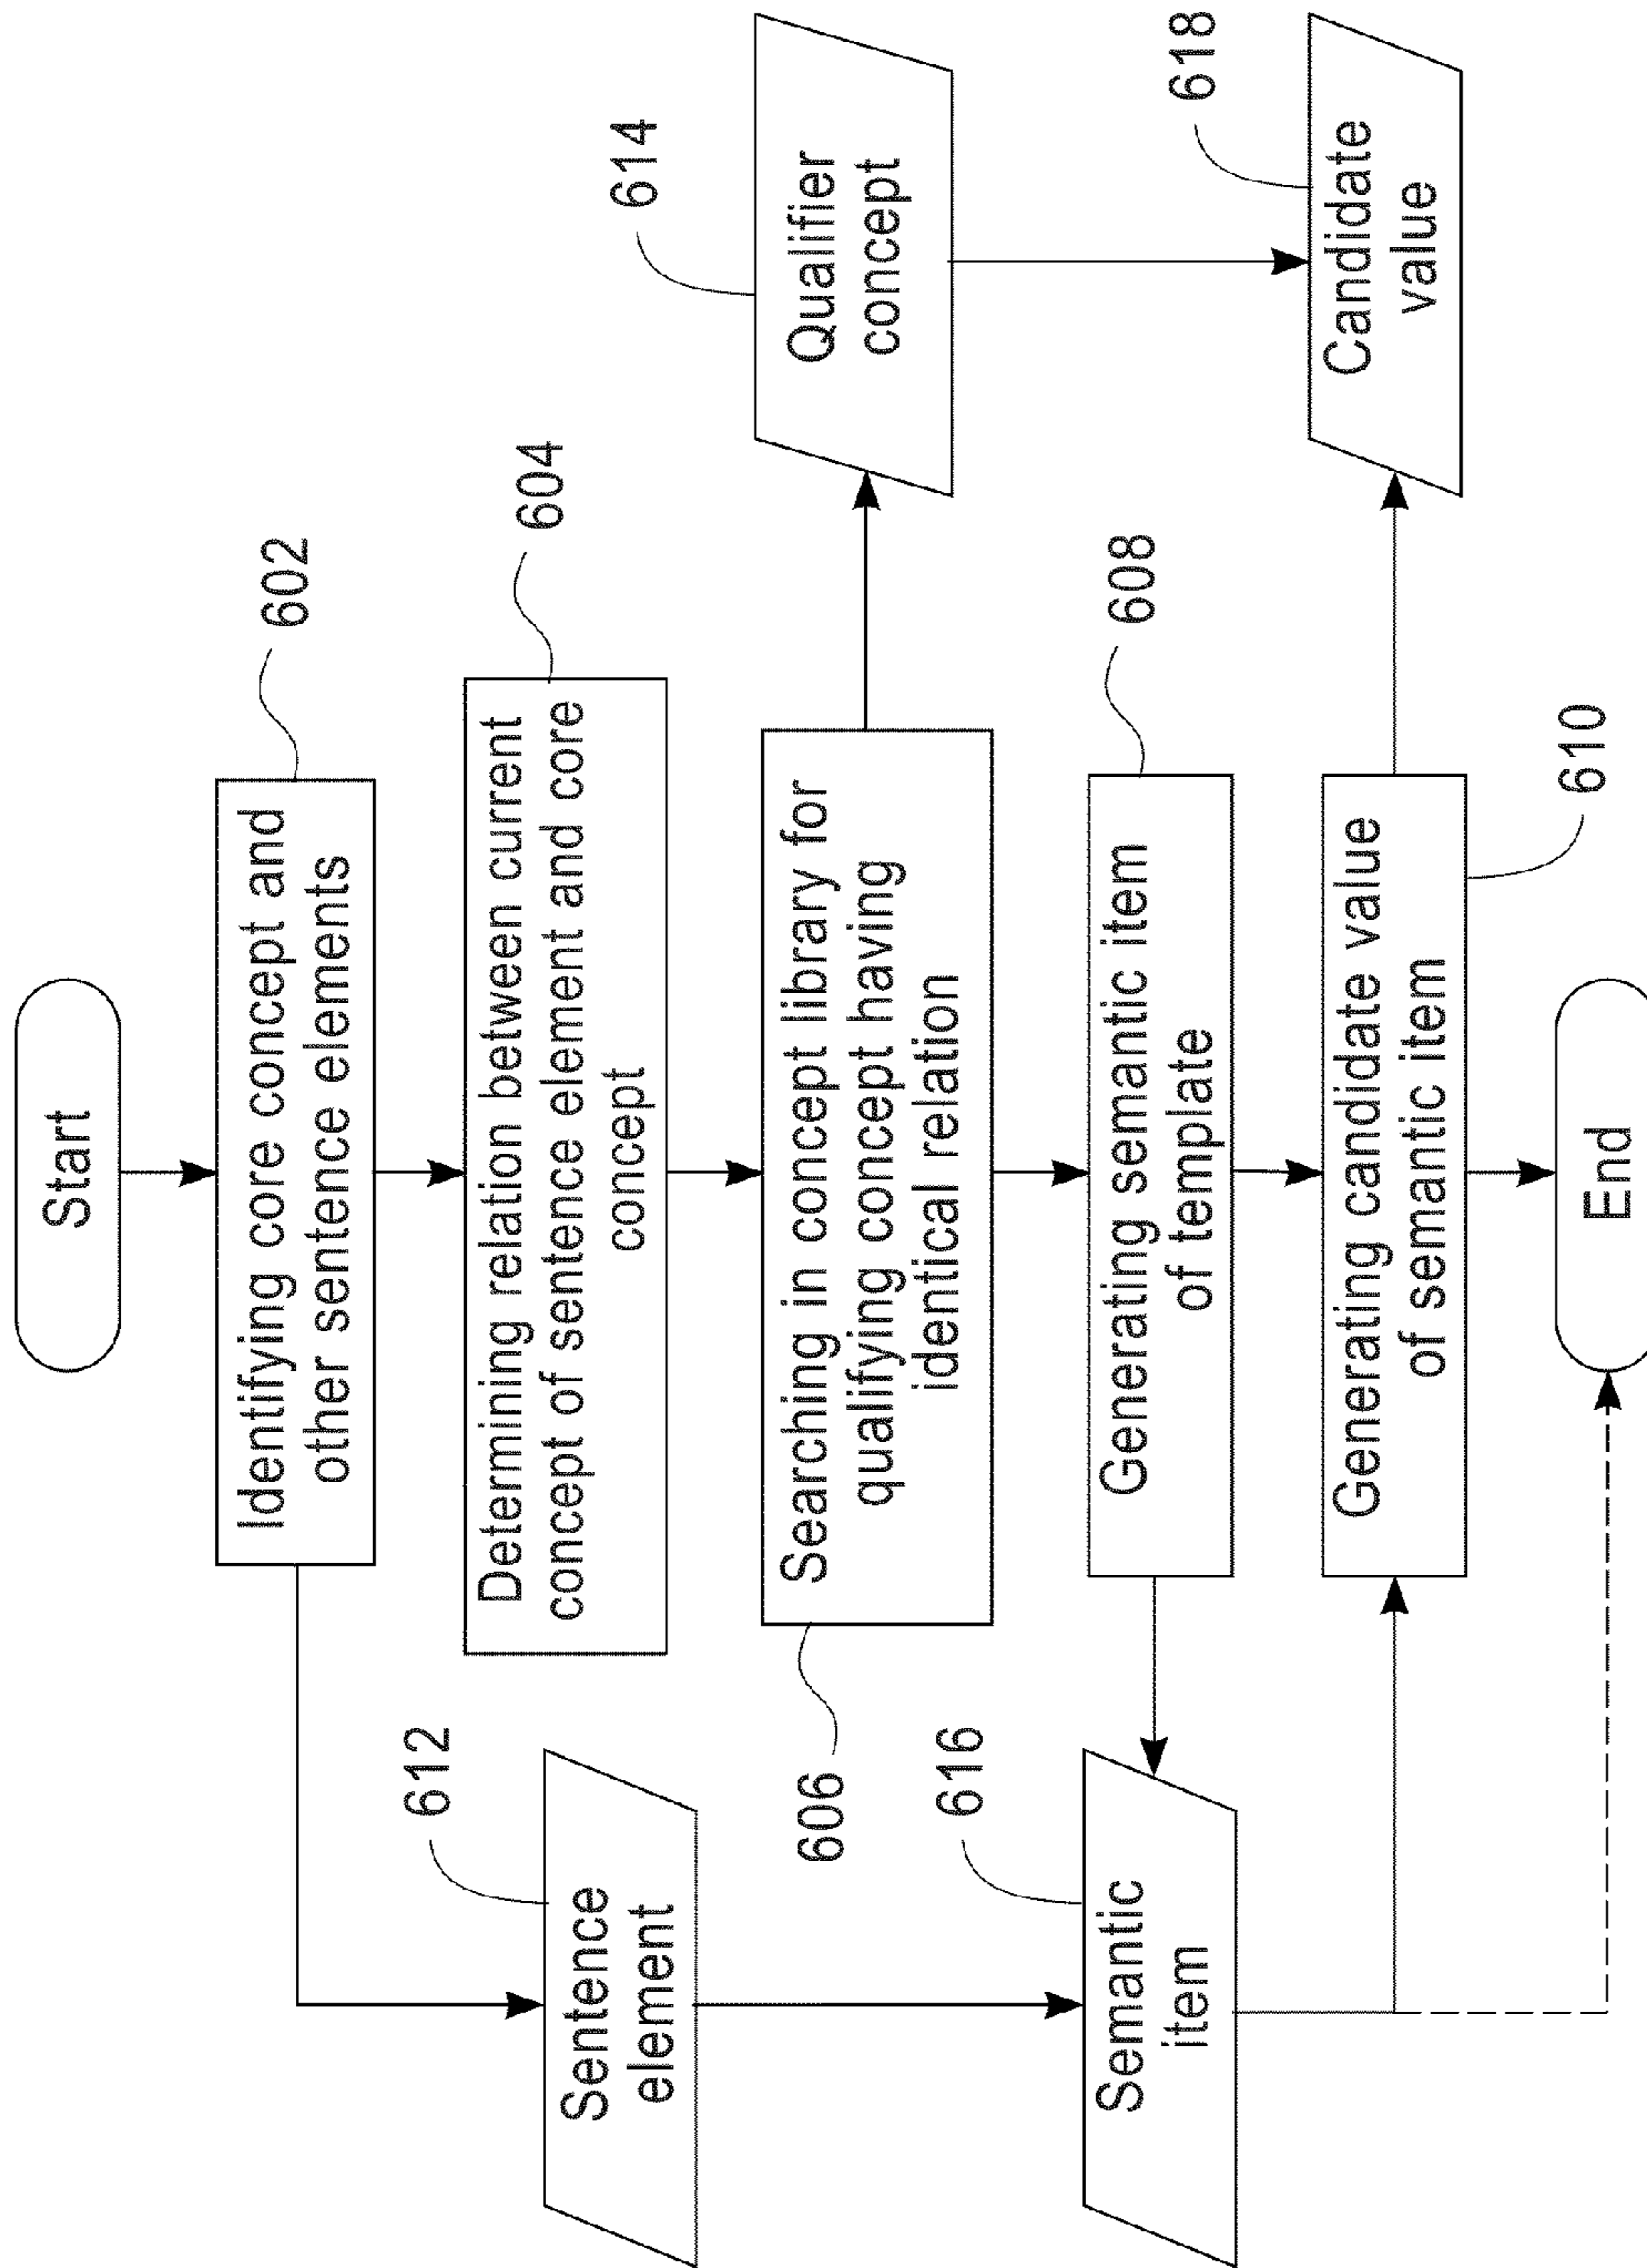 Start
Identifying core concept and
other sentence elements
602
Determining relation between current
concept of sentence element and core
concept
604
612
Sentence
element
Searching in concept library for
qualifying concept having
identical relation
606
614
Qualifier
concept
616
Semantic
item
Generating semantic item
of template
608
618
Candidate
value
Generating candidate value
of semantic item
610
End